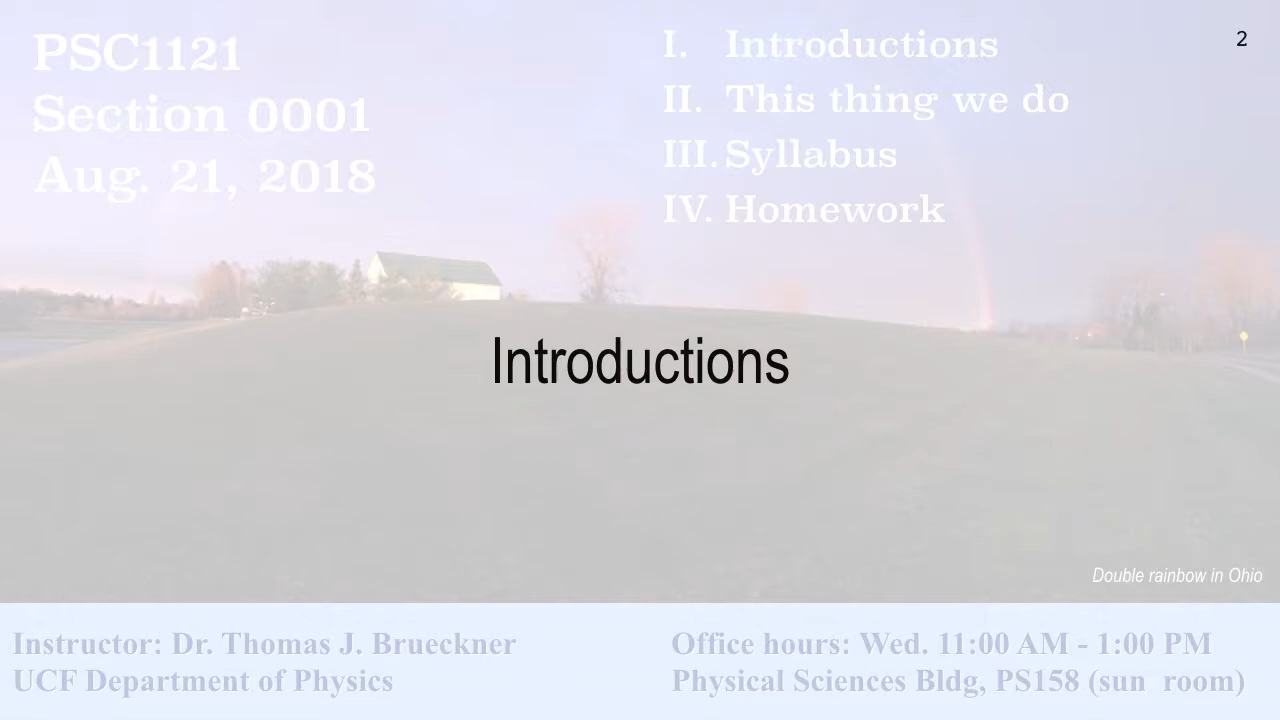 PSC1121
Section 0001
Aug. 21, 2018
I. Introductions
II. This thing we do
III. Syllabus
IV. Homework
2
Introductions
Double rainbow in Ohio
Instructor: Dr. Thomas J. Brueckner
UCF Department of Physics
Office hours: Wed. 11:00 AM - 1:00 PM
Physical Sciences Bldg, PS158 (sun room)